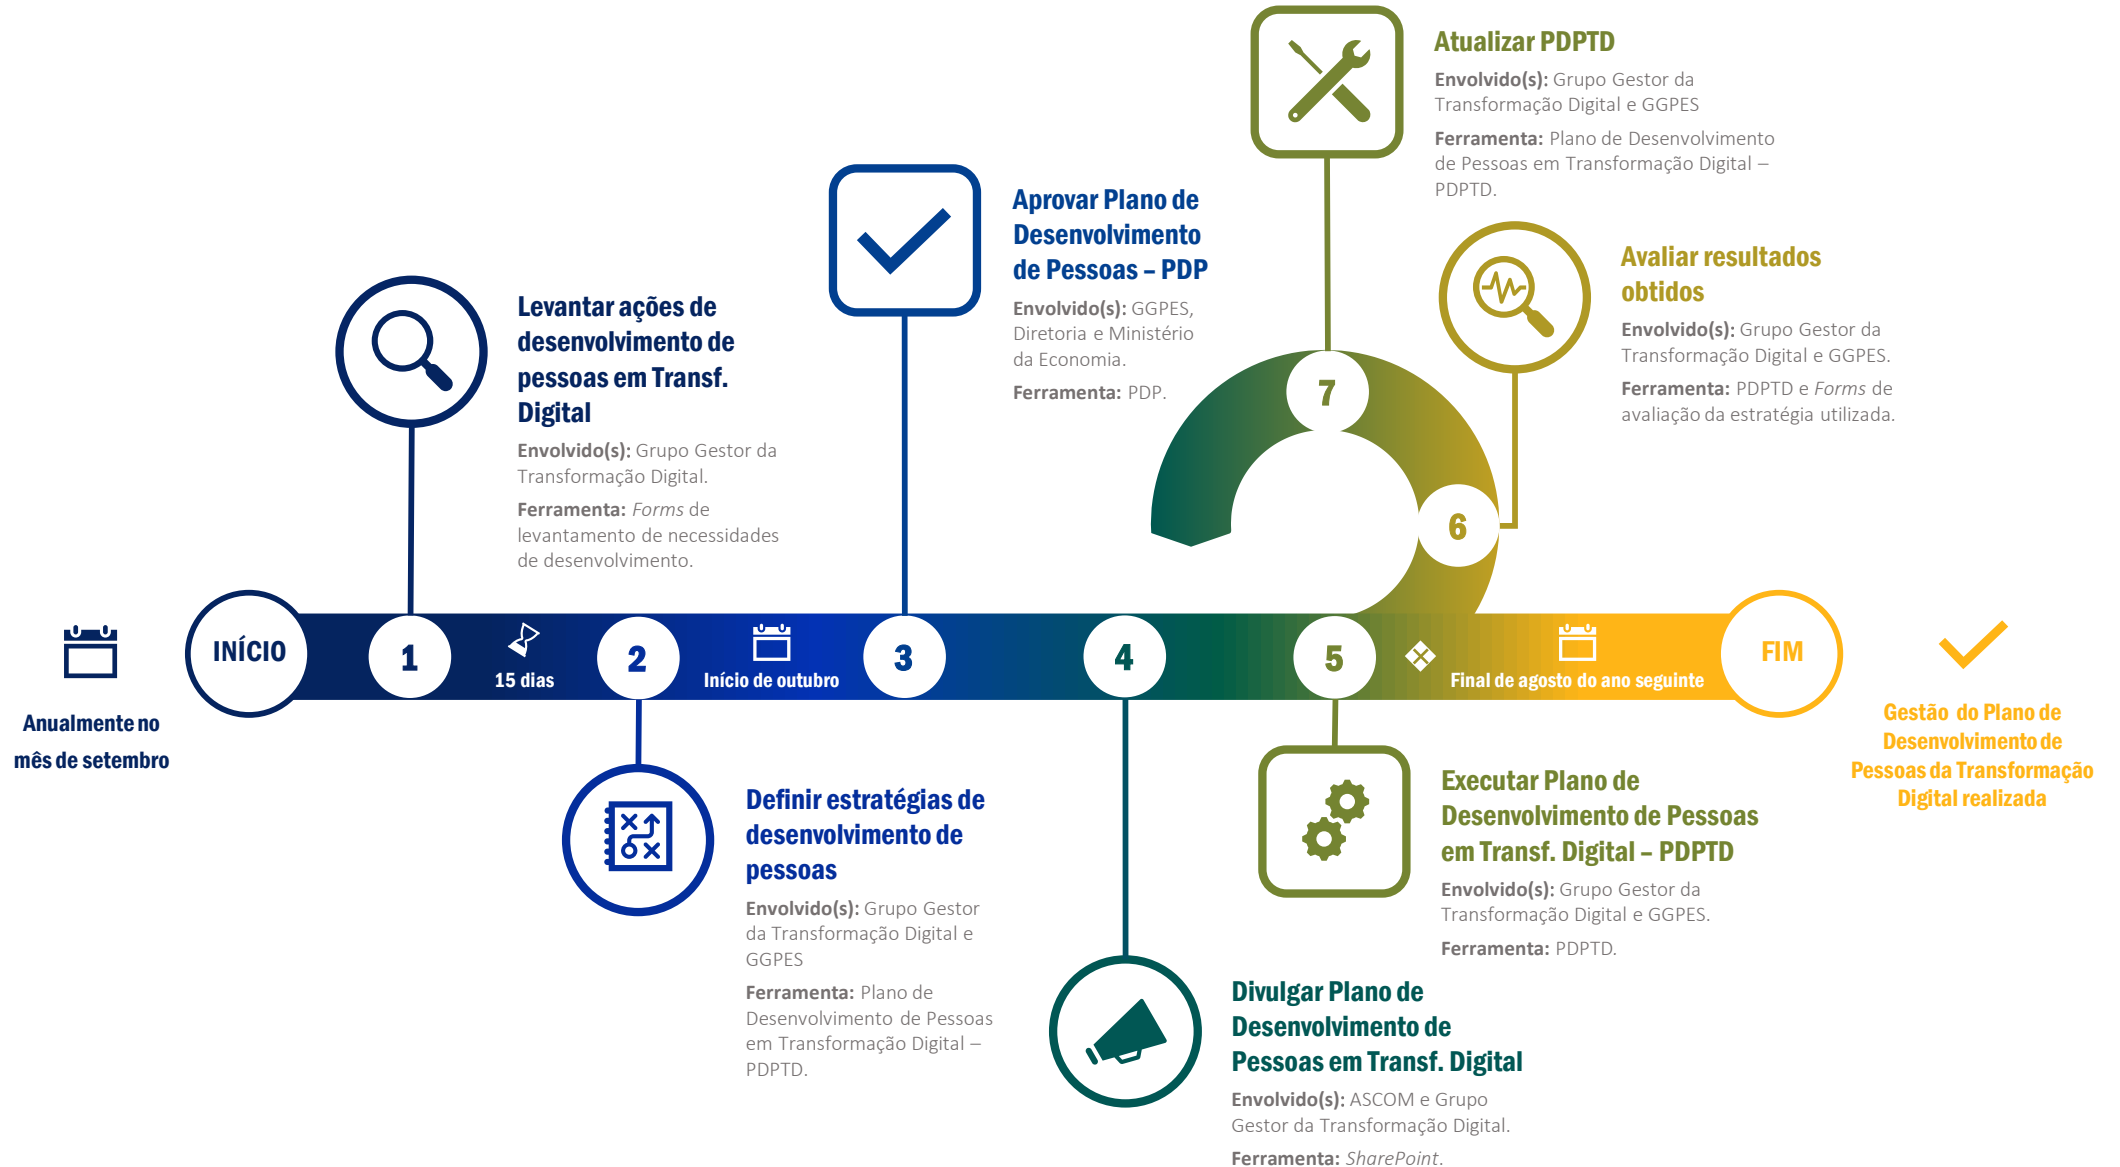 Anualmente no
mês de setembro
INÍCIO
1
Levantar ações de
desenvolvimento de
pessoas em Transf.
Digital
Envolvido(s): Grupo Gestor da
Transformação Digital.
Ferramenta: Forms de
levantamento de necessidades
de desenvolvimento.
15 dias
2
Definir estratégias de
desenvolvimento de
pessoas
Envolvido(s): Grupo Gestor
da Transformação Digital e
GGPES
Ferramenta: Plano de
Desenvolvimento de Pessoas
em Transformação Digital –
PDPTD.
Início de outubro
3
Aprovar Plano de
Desenvolvimento
de Pessoas – PDP
Envolvido(s): GGPES,
Diretoria e Ministério
da Economia.
Ferramenta: PDP.
4
Divulgar Plano de
Desenvolvimento de
Pessoas em Transf. Digital
Envolvido(s): ASCOM e Grupo
Gestor da Transformação Digital.
Ferramenta: SharePoint.
5
Executar Plano de
Desenvolvimento de Pessoas
em Transf. Digital – PDPTD
Envolvido(s): Grupo Gestor da
Transformação Digital e GGPES.
Ferramenta: PDPTD.
6
Avaliar resultados
obtidos
Envolvido(s): Grupo Gestor da
Transformação Digital e GGPES.
Ferramenta: PDPTD e Forms de
avaliação da estratégia utilizada.
7
Atualizar PDPTD
Envolvido(s): Grupo Gestor da
Transformação Digital e GGPES
Ferramenta: Plano de Desenvolvimento
de Pessoas em Transformação Digital –
PDPTD.
Final de agosto do ano seguinte
FIM
Gestão do Plano de
Desenvolvimento de
Pessoas da Transformação
Digital realizada